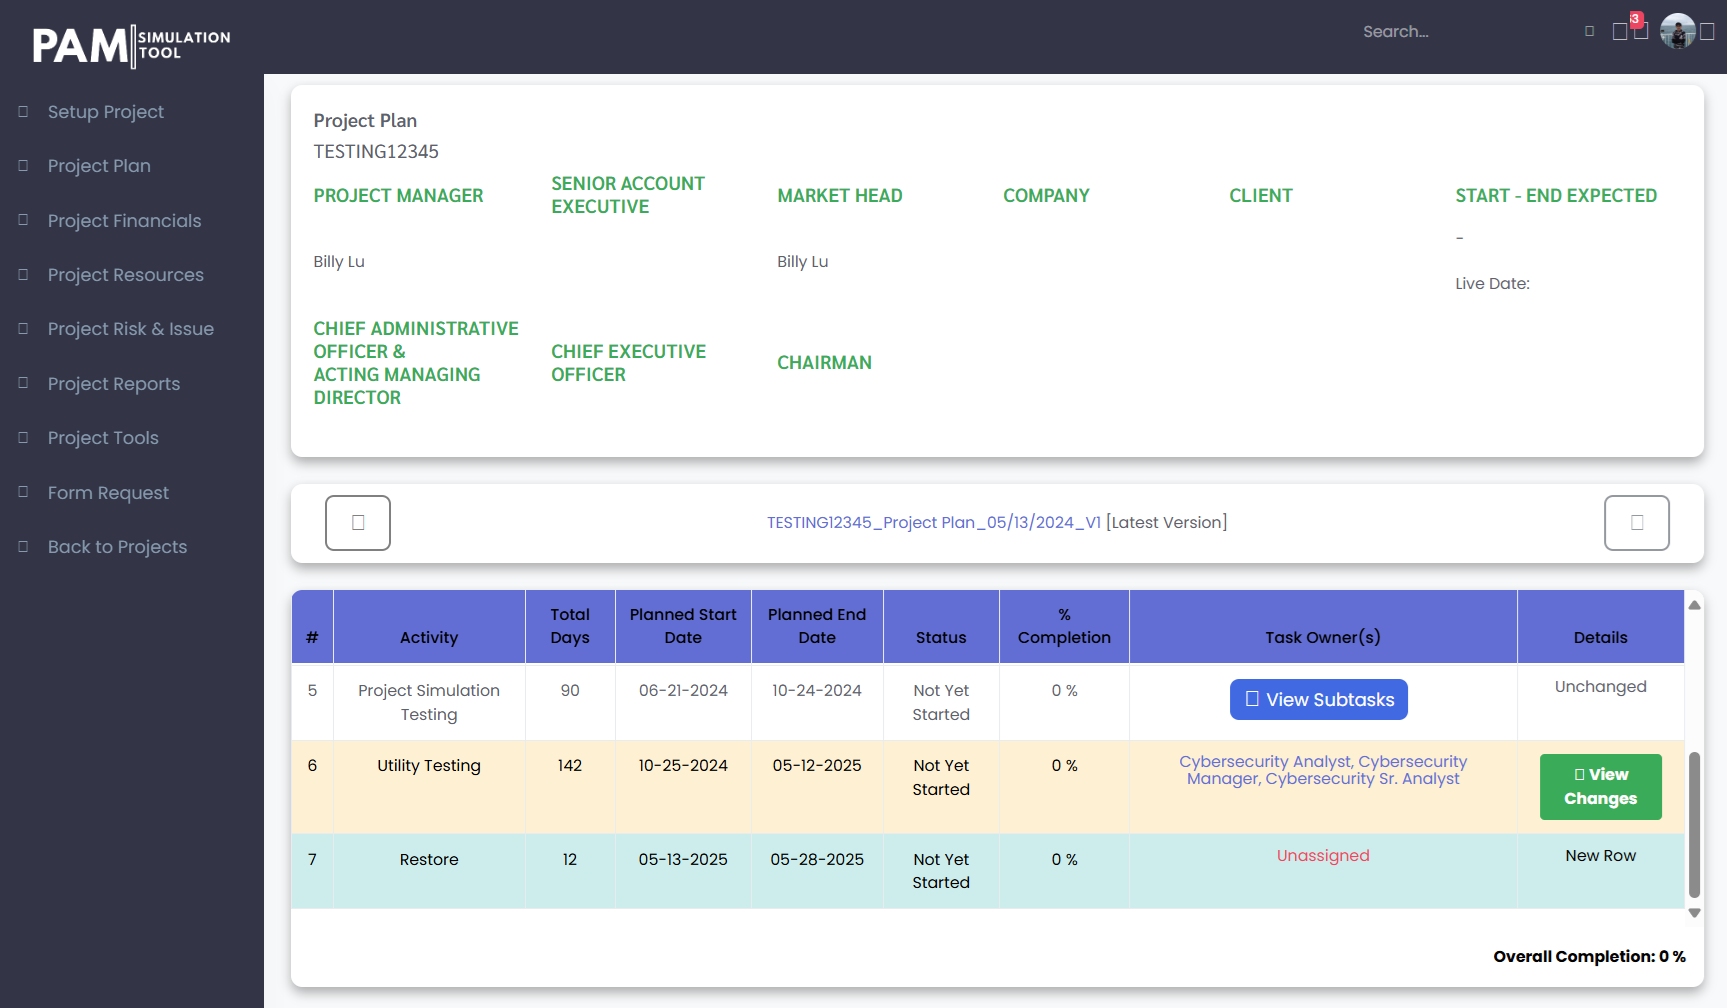 PAM SIMULATION TOOL
Search...
3
Setup Project
Project Plan
Project Financials
Project Resources
Project Risk & Issue
Project Reports
Project Tools
Form Request
Back to Projects
Project Plan
TESTING12345
PROJECT MANAGER
SENIOR ACCOUNT
EXECUTIVE
MARKET HEAD
COMPANY
CLIENT
START - END EXPECTED
Billy Lu
Billy Lu
-
Live Date:
CHIEF ADMINISTRATIVE
OFFICER &
ACTING MANAGING
DIRECTOR
CHIEF EXECUTIVE
OFFICER
CHAIRMAN
TESTING12345_Project Plan_05/13/2024_V1 [Latest Version]
#
Activity
Total
Days
Planned Start
Date
Planned End
Date
Status
%
Completion
Task Owner(s)
Details
5
Project Simulation
Testing
90
06-21-2024
10-24-2024
Not Yet
Started
0 %
View Subtasks
Unchanged
6
Utility Testing
142
10-25-2024
05-12-2025
Not Yet
Started
0 %
Cybersecurity Analyst, Cybersecurity
Manager, Cybersecurity Sr. Analyst
View
Changes
7
Restore
12
05-13-2025
05-28-2025
Not Yet
Started
0 %
Unassigned
New Row
Overall Completion: 0 %